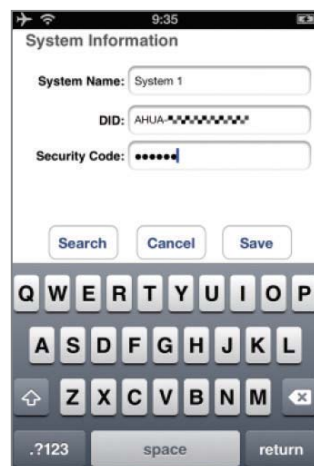 9:35
System Information
System Name: System 1
DID: AHUA-
Security Code: ••••••
Search Cancel Save
Q W E R T Y U I O P
A S D F G H J K L
Z X C V B N M
.?123 space return